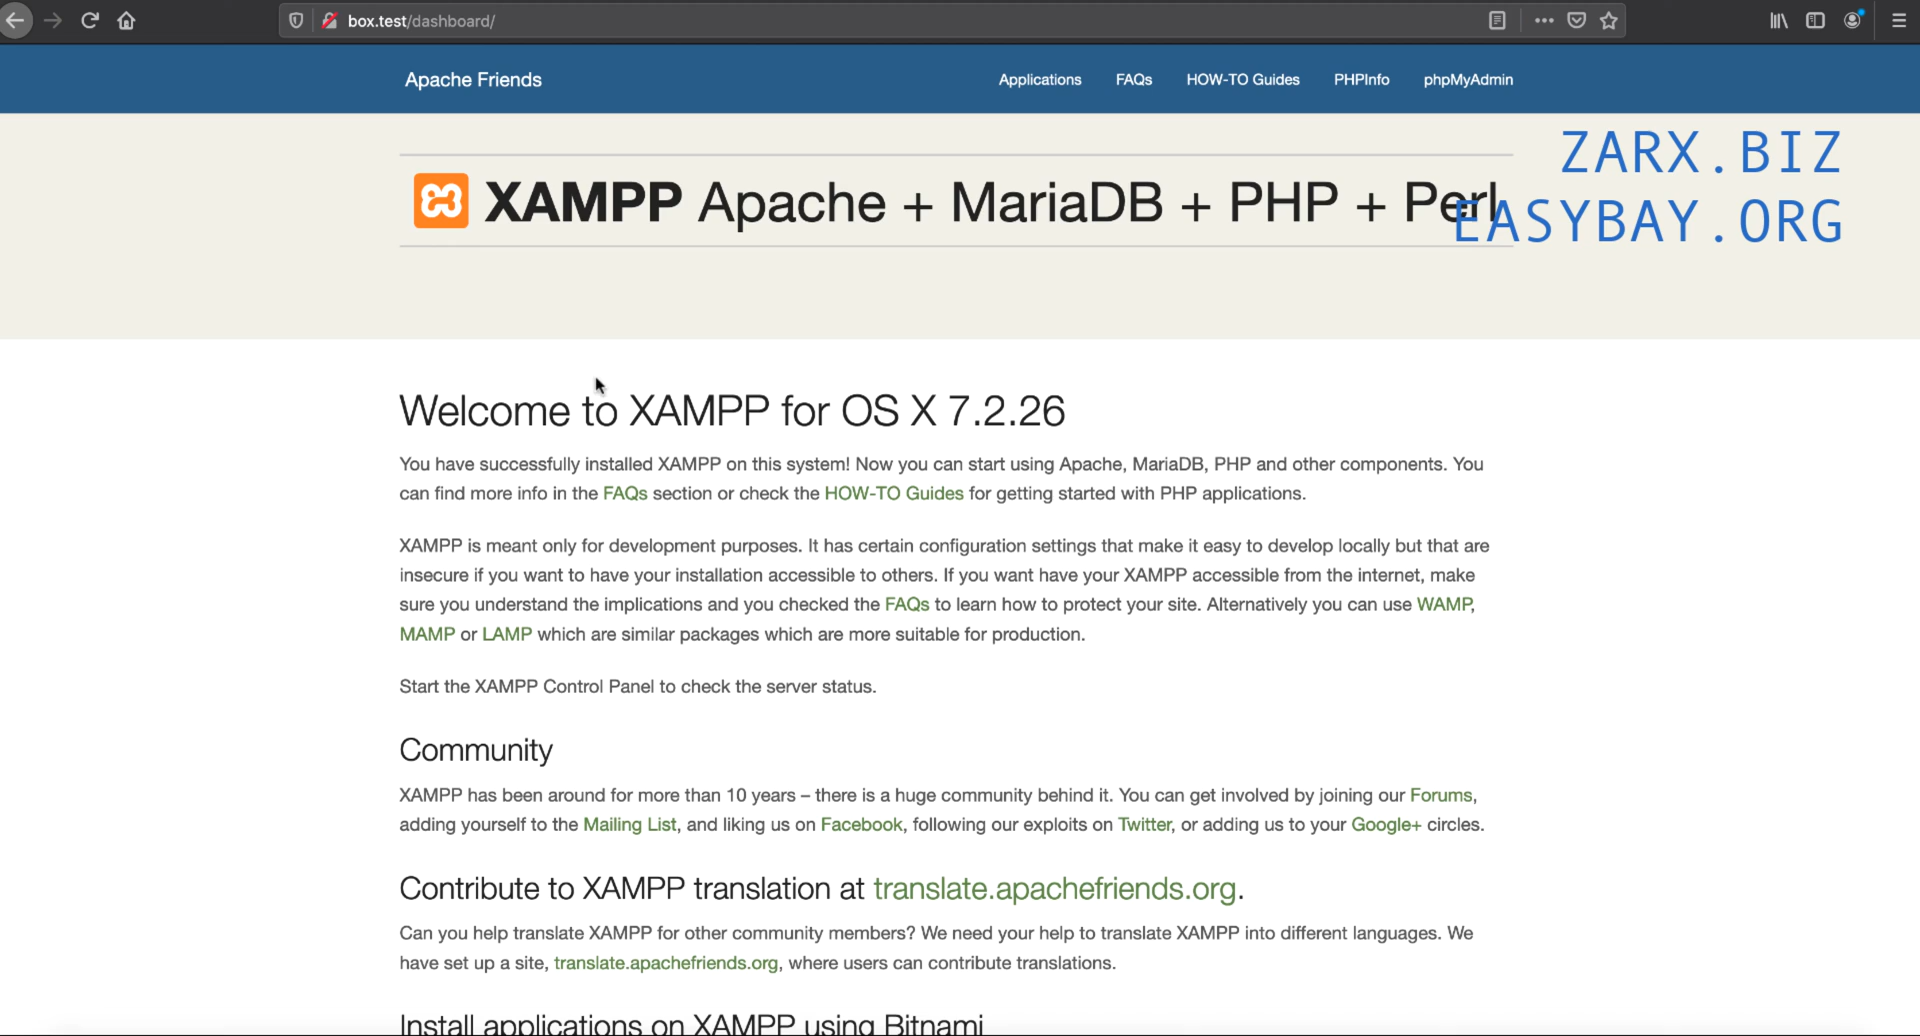 box.test/dashboard/
Apache Friends
Applications FAQs HOW-TO Guides PHPInfo phpMyAdmin
ZARX.BIZ
XAMPP Apache + MariaDB + PHP + Perl
EASYBAY.ORG
Welcome to XAMPP for OS X 7.2.26
You have successfully installed XAMPP on this system! Now you can start using Apache, MariaDB, PHP and other components. You
can find more info in the FAQs section or check the HOW-TO Guides for getting started with PHP applications.
XAMPP is meant only for development purposes. It has certain configuration settings that make it easy to develop locally but that are
insecure if you want to have your installation accessible to others. If you want have your XAMPP accessible from the internet, make
sure you understand the implications and you checked the FAQs to learn how to protect your site. Alternatively you can use WAMP,
MAMP or LAMP which are similar packages which are more suitable for production.
Start the XAMPP Control Panel to check the server status.
Community
XAMPP has been around for more than 10 years – there is a huge community behind it. You can get involved by joining our Forums,
adding yourself to the Mailing List, and liking us on Facebook, following our exploits on Twitter, or adding us to your Google+ circles.
Contribute to XAMPP translation at translate.apachefriends.org.
Can you help translate XAMPP for other community members? We need your help to translate XAMPP into different languages. We
have set up a site, translate.apachefriends.org, where users can contribute translations.
Install applications on XAMPP using Bitnami